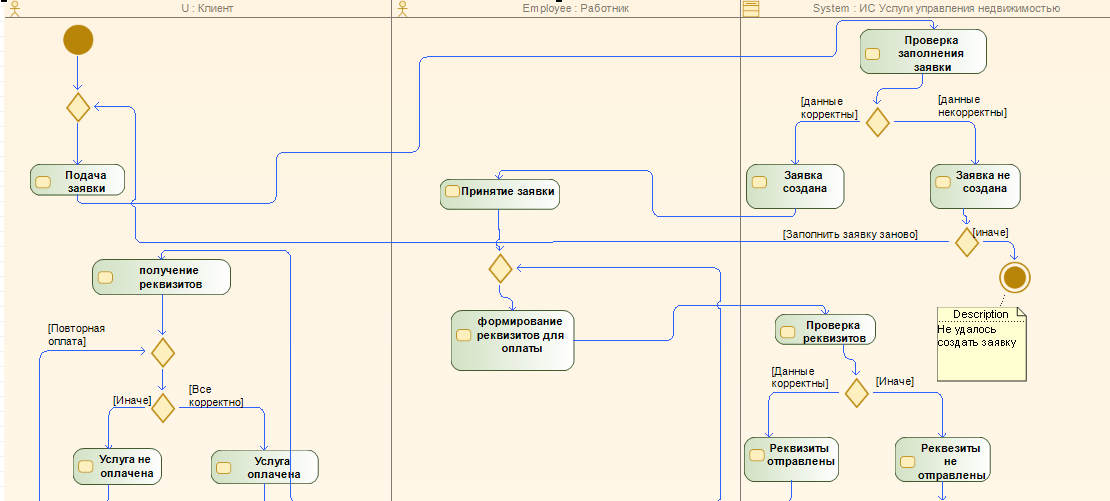 U : Клиент
Employee : Работник
System : ИС Услуги управления недвижимостью
Проверка
заполнения
заявки
[данные
корректны]
[данные
некорректны]
Подача
заявки
Принятие заявки
Заявка
создана
Заявка не
создана
[Заполнить заявку заново]
[иначе]
получение
реквизитов
Description
Не удалось
создать заявку
формирование
реквизитов для
оплаты
Проверка
реквизитов
[Повторная
оплата]
[Данные
корректны]
[Иначе]
[Иначе]
[Все
корректно]
Услуга не
оплачена
Услуга
оплачена
Реквизиты
отправлены
Реквезиты
не
отправлены